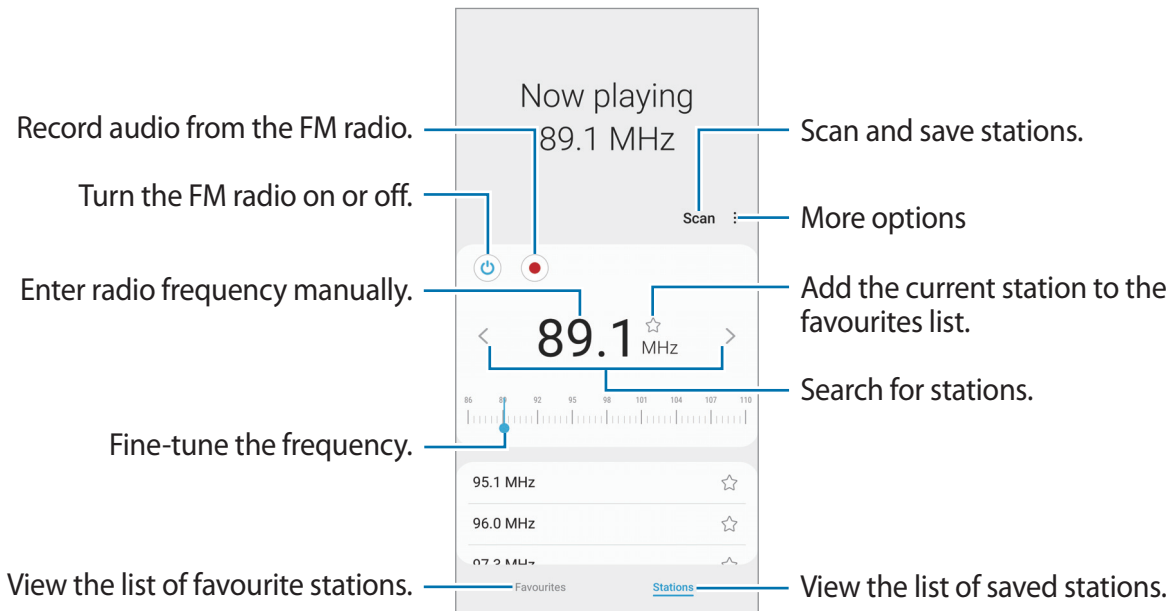 Now playing
89.1 MHz
Record audio from the FM radio.
Scan and save stations.
Turn the FM radio on or off.
Scan
More options
Enter radio frequency manually.
Add the current station to the
favourites list.
89.1
MHz
Search for stations.
86 89 92 95 98 101 104 107 110
Fine-tune the frequency.
95.1 MHz
96.0 MHz
97.3 MHz
View the list of favourite stations.
Favourites
Stations
View the list of saved stations.